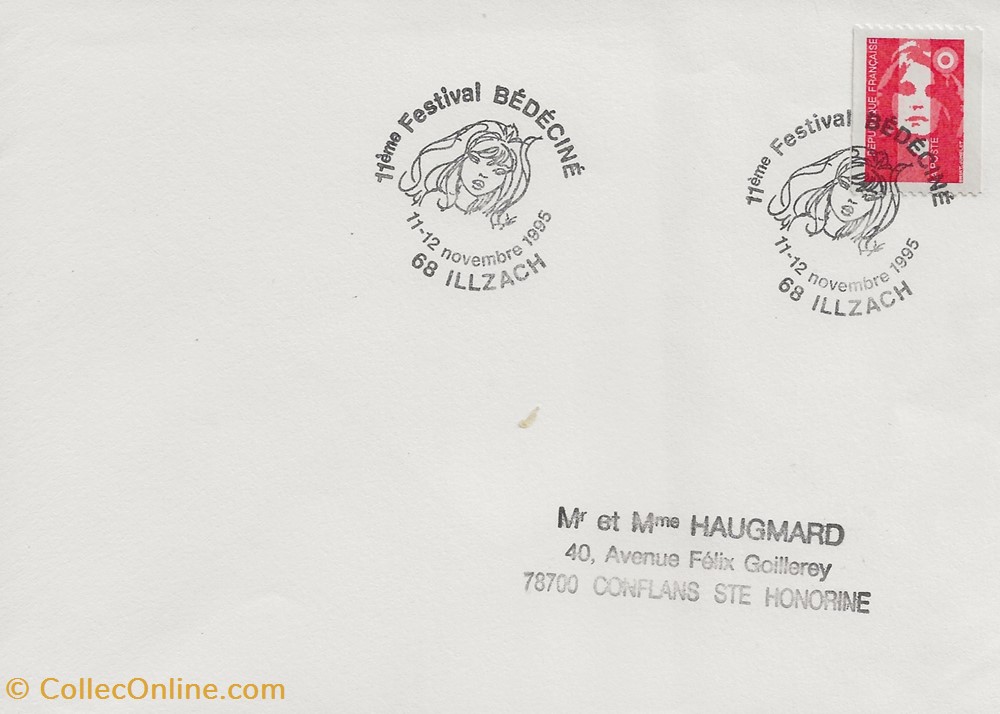 11ème Festival BÉDÉCINÉ
11-12 novembre 1995
68 ILLZACH
RÉPUBLIQUE FRANÇAISE
LA POSTE
11ème Festival BÉDÉCINÉ
11-12 novembre 1995
68 ILLZACH
Mr et Mme HAUGMARD
40, Avenue Félix Goillerey
78700 CONFLANS STE HONORINE
© CollecOnline.com